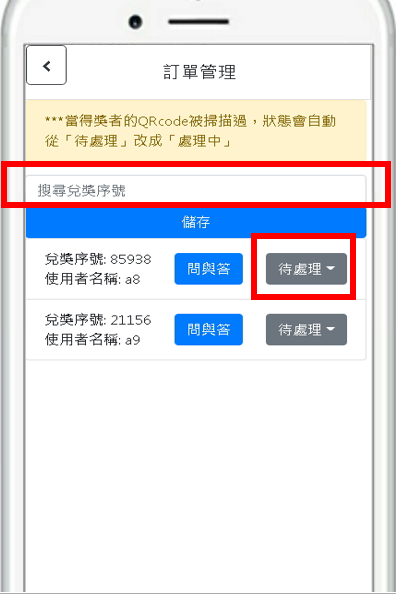 訂單管理
***當得獎者的QRcode被掃描過，狀態會自動
從「待處理」改成「處理中」
搜尋兌獎序號
儲存
兌獎序號: 85938
使用者名稱: a8
問與答
待處理
兌獎序號: 21156
使用者名稱: a9
問與答
待處理